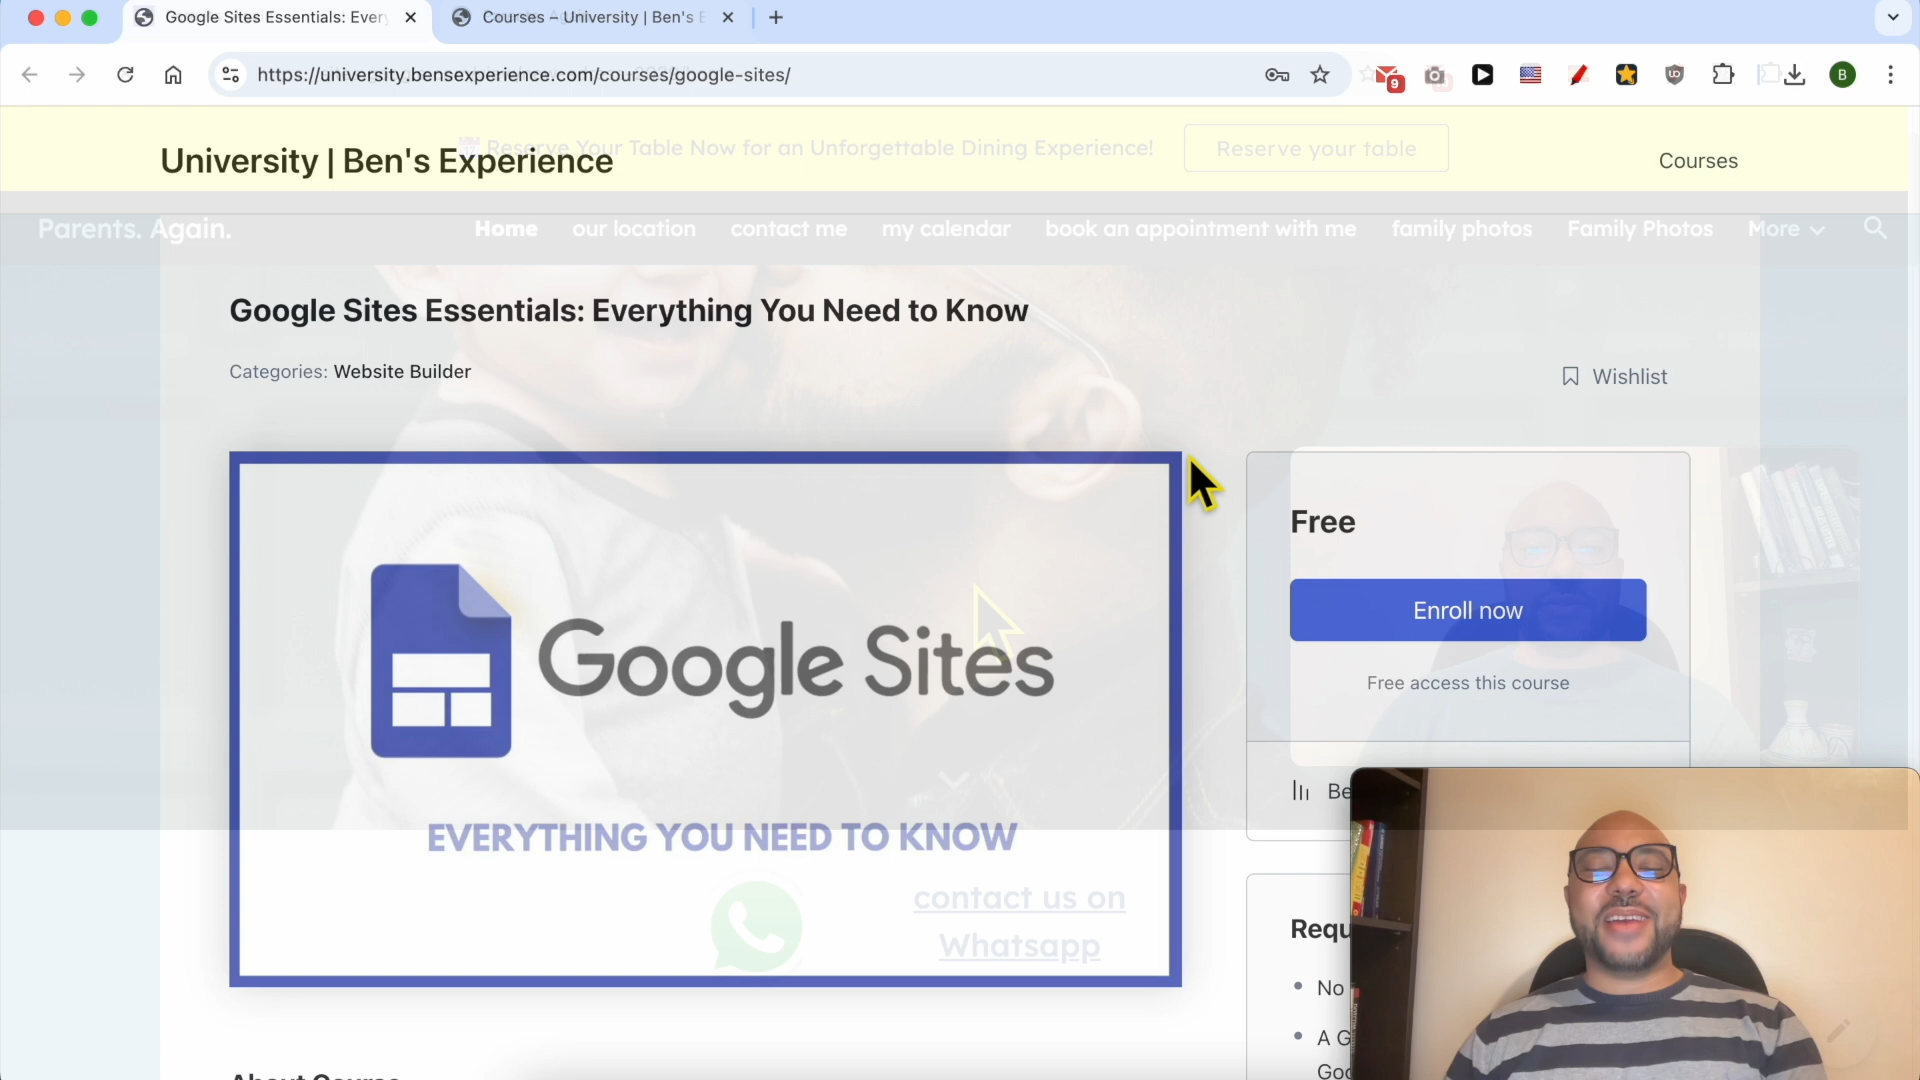 Google Sites Essentials: Ever
Courses – University | Ben's E
https://university.bensexperience.com/courses/google-sites/
9
B
Reserve Your Table Now for an Unforgettable Dining Experience!
Reserve your table
University | Ben's Experience
Courses
Parents. Again.
Home
our location
contact me
my calendar
book an appointment with me
family photos
Family Photos
More
Google Sites Essentials: Everything You Need to Know
Categories: Website Builder
Wishlist
Google Sites
EVERYTHING YOU NEED TO KNOW
contact us on
Whatsapp
Free
Enroll now
Free access this course
Be
Requ
No
A G
Goo
About Course